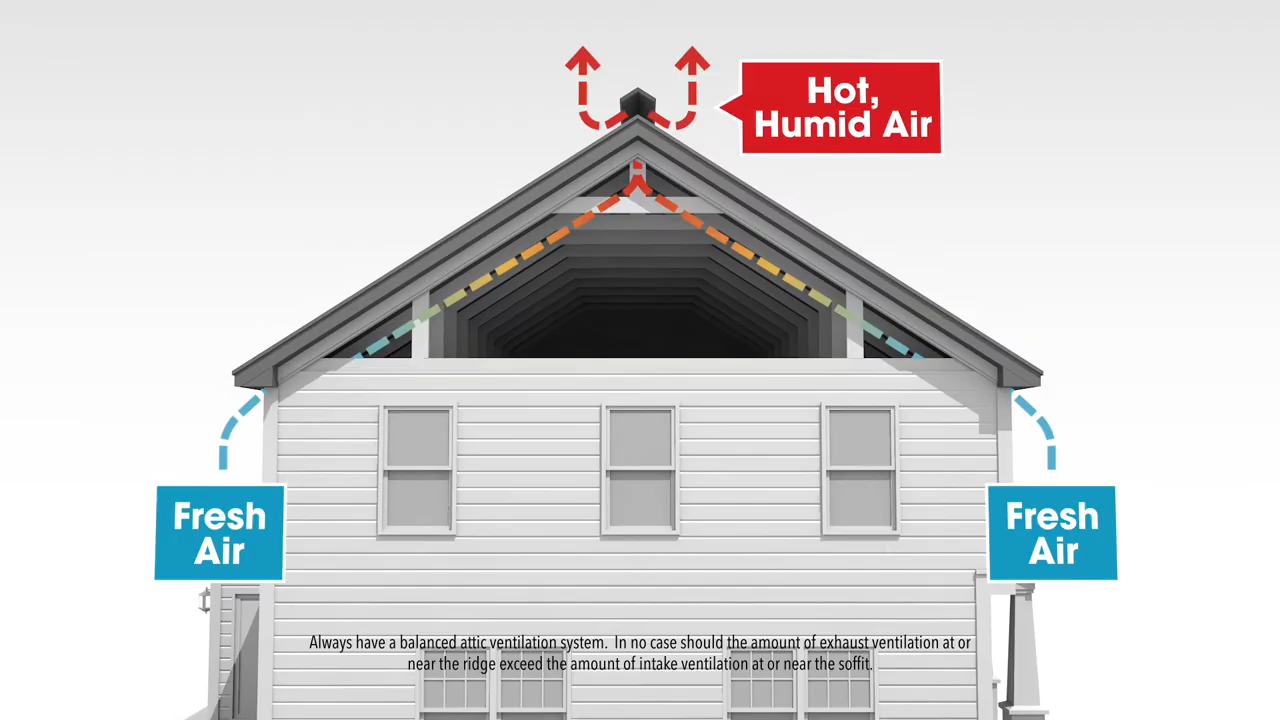 Hot,
Humid Air
Fresh
Air
Fresh
Air
Always have a balanced attic ventilation system.  In no case should the amount of exhaust ventilation at or
near the ridge exceed the amount of intake ventilation at or near the soffit.